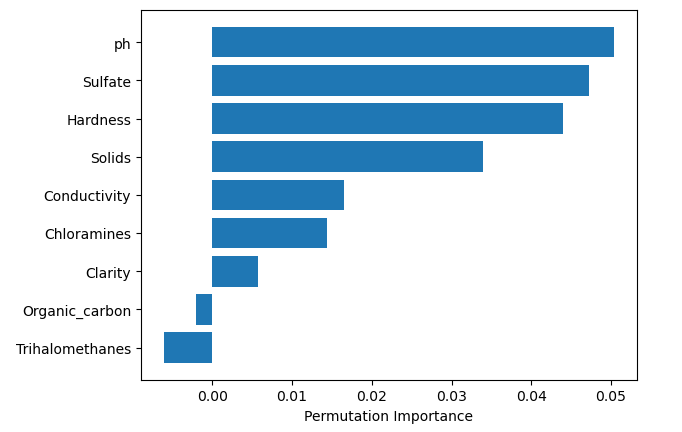 ph
Sulfate
Hardness
Solids
Conductivity
Chloramines
Clarity
Organic_carbon
Trihalomethanes
0.00 0.01 0.02 0.03 0.04 0.05
Permutation Importance